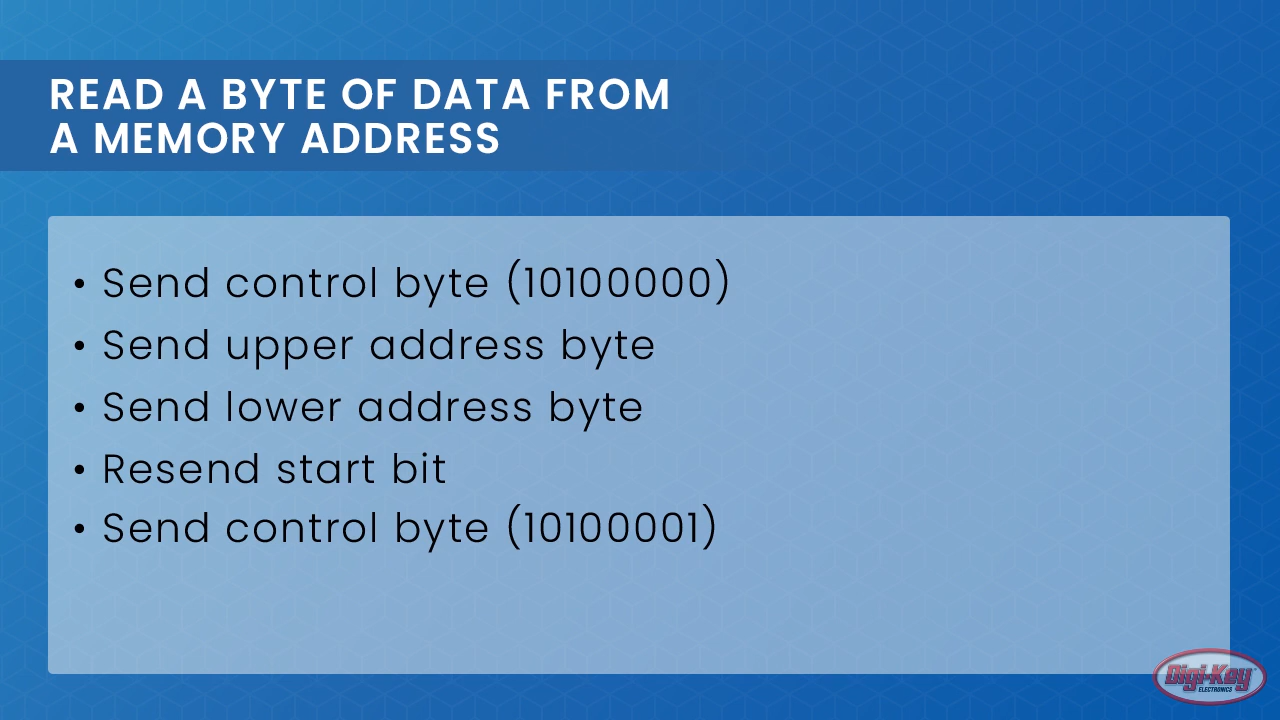 READ A BYTE OF DATA FROM
A MEMORY ADDRESS
• Send control byte (10100000)
• Send upper address byte
• Send lower address byte
• Resend start bit
• Send control byte (10100001)
Digi-Key
ELECTRONICS